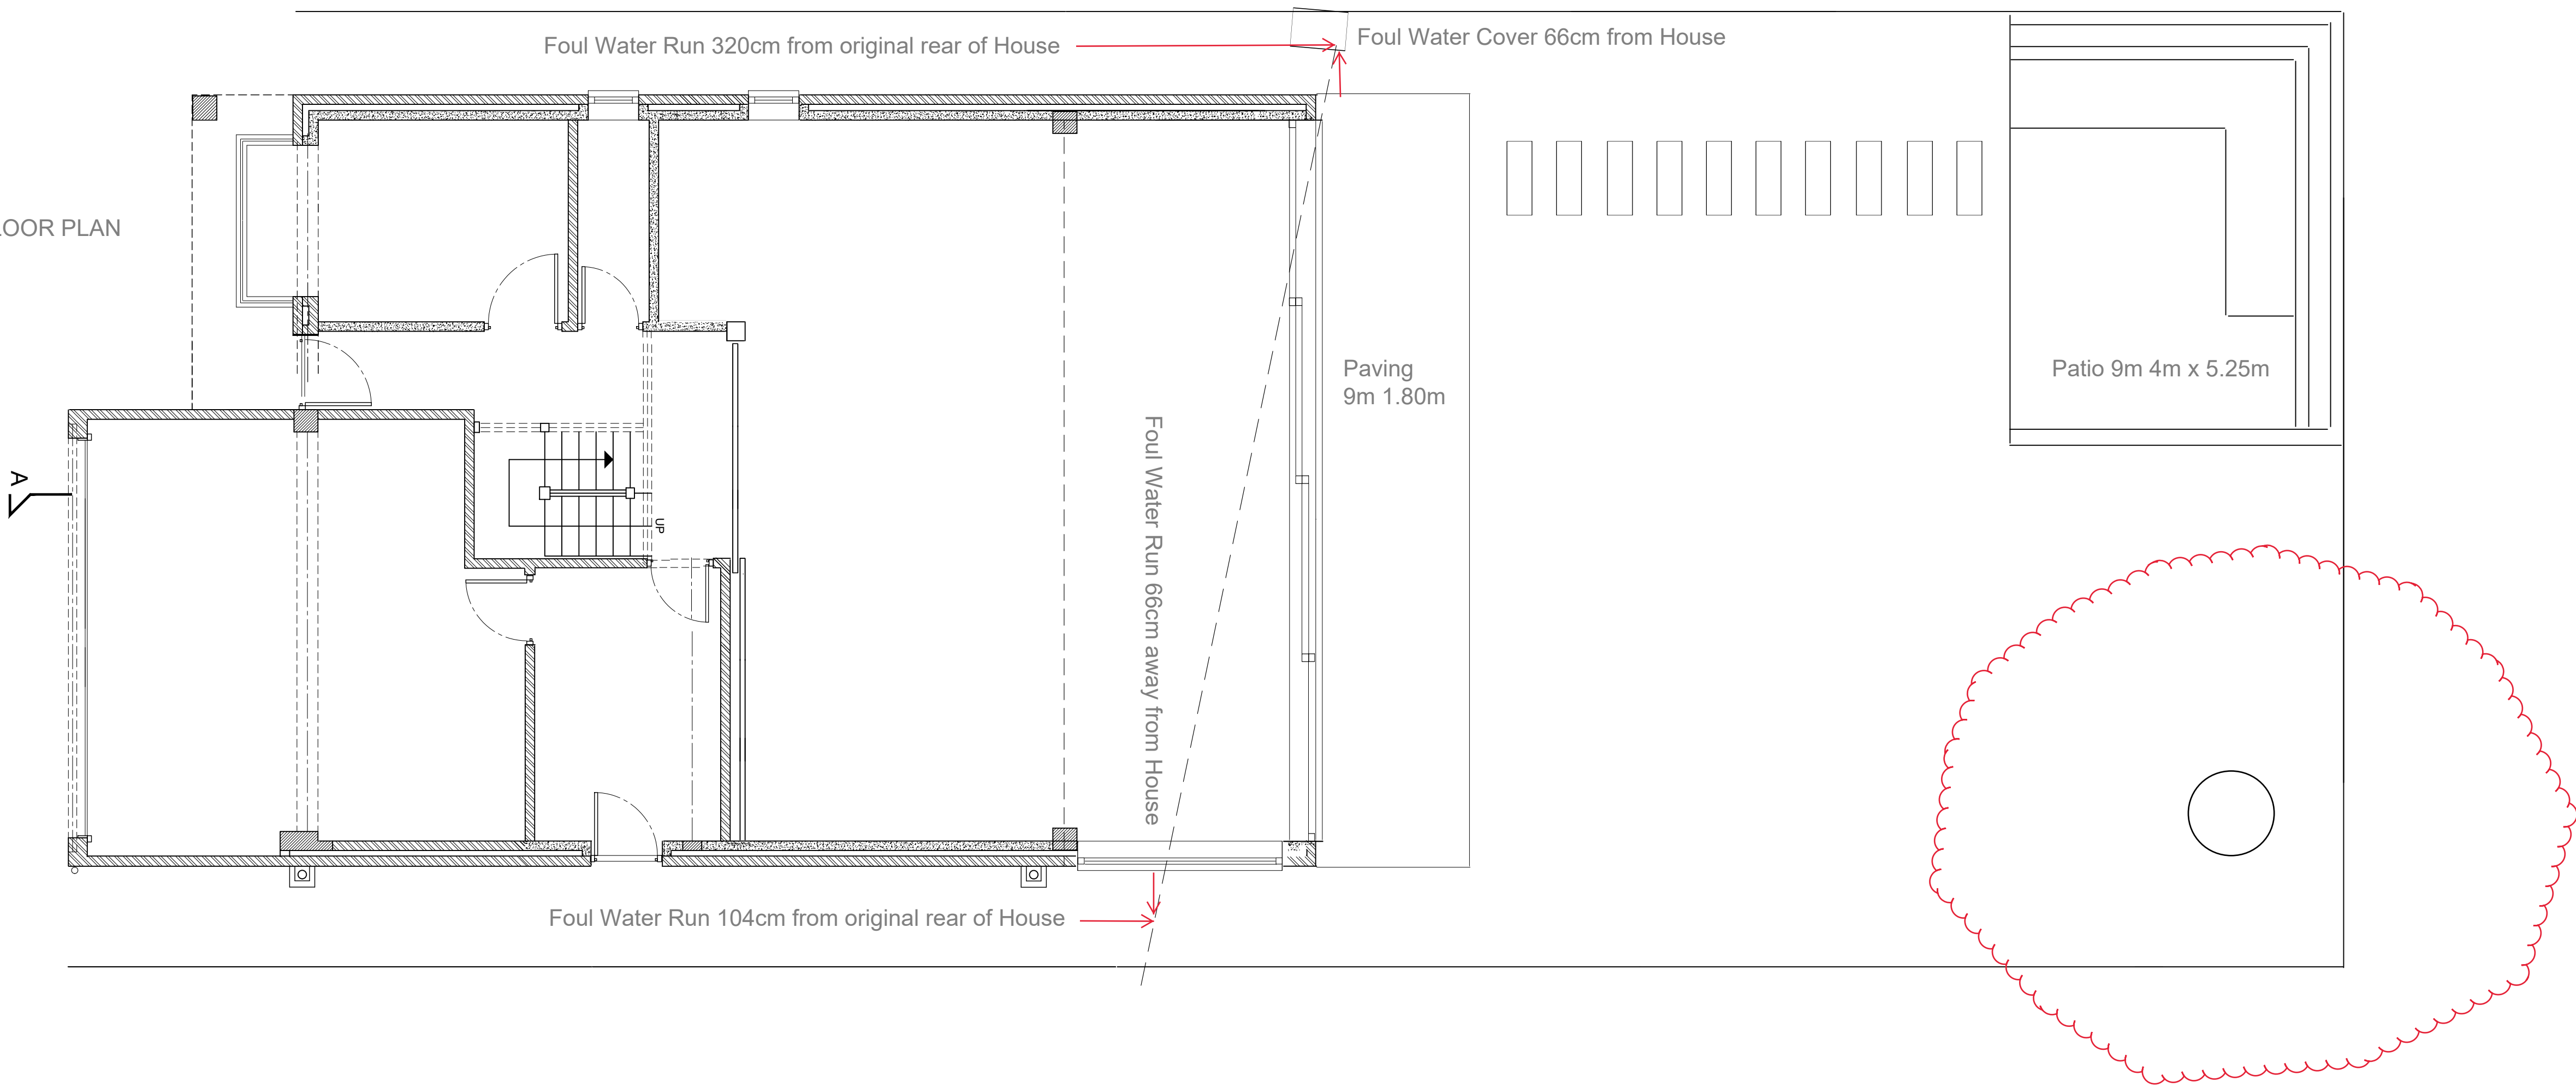 Foul Water Run 320cm from original rear of House
Foul Water Cover 66cm from House
LOOR PLAN
Paving
9m 1.80m
Patio 9m 4m x 5.25m
Foul Water Run 66cm away from House
A
UP
Foul Water Run 104cm from original rear of House